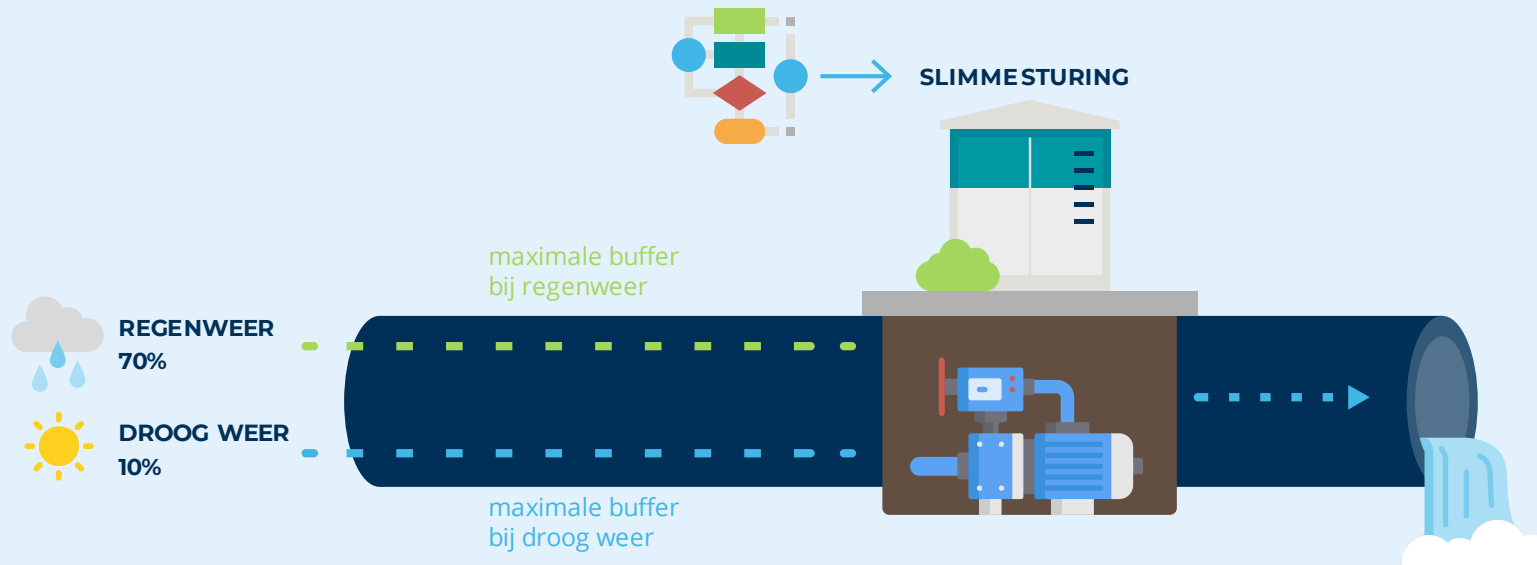 SLIMME STURING
maximale buffer
bij regenweer
REGENWEER
70%
DROOG WEER
10%
maximale buffer
bij droog weer